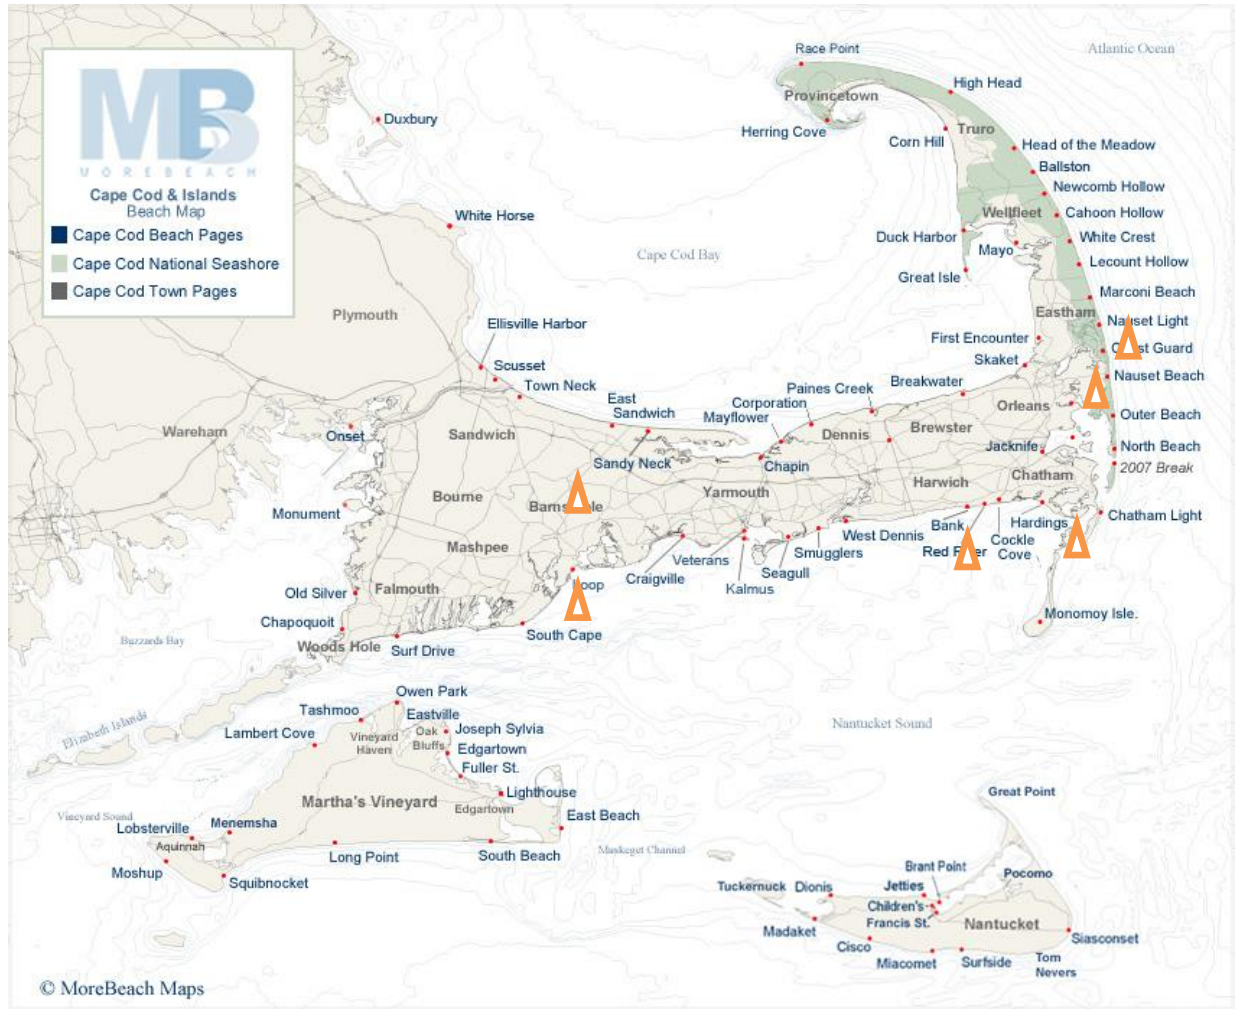 Race Point
Atlantic Ocean
High Head
Provincetown
Herring Cove
Corn Hill
Truro
Head of the Meadow
Ballston
Newcomb Hollow
Wellfleet
Cahoon Hollow
Duck Harbor
White Crest
Mayo
Lecount Hollow
Great Isle
Marconi Beach
Eastham
Nauset Light
First Encounter
Skaket
Nauset Beach
MB
MOREBEACH
Cape Cod & Islands
Beach Map
Cape Cod Beach Pages
Cape Cod National Seashore
Cape Cod Town Pages
Duxbury
White Horse
Cape Cod Bay
Plymouth
Ellisville Harbor
Scusset
Town Neck
East
Sandwich
Paines Creek
Breakwater
Corporation
Mayflower
Orleans
Outer Beach
Wareham
Onset
Sandwich
Dennis
Brewster
Jacknife
North Beach
Sandy Neck
Chapin
2007 Break
Bourne
Yarmouth
Harwich
Chatham
Monument
Mashpee
West Dennis
Bank
Hardings
Chatham Light
Smugglers
Cockle
Cove
Red
Veterans
Seagull
Craigville
Kalmus
Old Silver
Falmouth
Chapoquoit
South Cape
Monomoy Isle.
Buzzards Bay
Woods Hole
Surf Drive
Owen Park
Tashmoo
Eastville
Elizabeth Islands
Lambert Cove
Vineyard
Haven
Oak
Bluffs
Joseph Sylvia
Edgartown
Fuller St.
Nantucket Sound
Lighthouse
Martha's Vineyard
Edgartown
Great Point
Vineyard Sound
Lobsterville
Menemsha
East Beach
Aquinnah
Long Point
South Beach
Muskeget Channel
Moshup
Squibnocket
Brant Point
Pocomo
Tuckernuck
Dionis
Jetties
Children's
Francis St.
Nantucket
Madaket
Siasconset
Cisco
Miacomet
Surfside
Tom
Nevers
© MoreBeach Maps